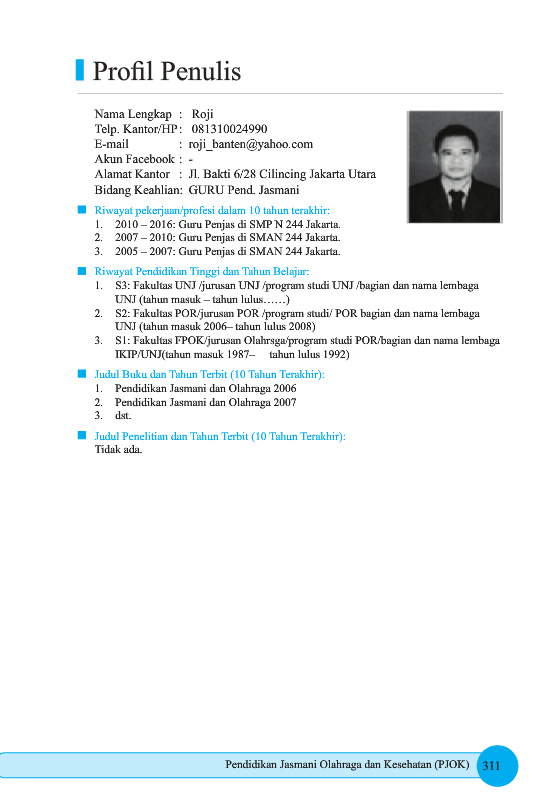 Profil Penulis
Nama Lengkap : Roji
Telp. Kantor/HP : 081310024990
E-mail : roji_banten@yahoo.com
Akun Facebook : -
Alamat Kantor : Jl. Bakti 6/28 Cilincing Jakarta Utara
Bidang Keahlian: GURU Pend. Jasmani
Riwayat pekerjaan/profesi dalam 10 tahun terakhir:
1. 2010 – 2016: Guru Penjas di SMP N 244 Jakarta.
2. 2007 – 2010: Guru Penjas di SMAN 244 Jakarta.
3. 2005 – 2007: Guru Penjas di SMAN 244 Jakarta.
Riwayat Pendidikan Tinggi dan Tahun Belajar:
1. S3: Fakultas UNJ /jurusan UNJ /program studi UNJ /bagian dan nama lembaga
UNJ (tahun masuk – tahun lulus……)
2. S2: Fakultas POR/jurusan POR /program studi/ POR bagian dan nama lembaga
UNJ (tahun masuk 2006– tahun lulus 2008)
3. S1: Fakultas FPOK/jurusan Olahrsga/program studi POR/bagian dan nama lembaga
IKIP/UNJ(tahun masuk 1987– tahun lulus 1992)
Judul Buku dan Tahun Terbit (10 Tahun Terakhir):
1. Pendidikan Jasmani dan Olahraga 2006
2. Pendidikan Jasmani dan Olahraga 2007
3. dst.
Judul Penelitian dan Tahun Terbit (10 Tahun Terakhir):
Tidak ada.
Pendidikan Jasmani Olahraga dan Kesehatan (PJOK) 311